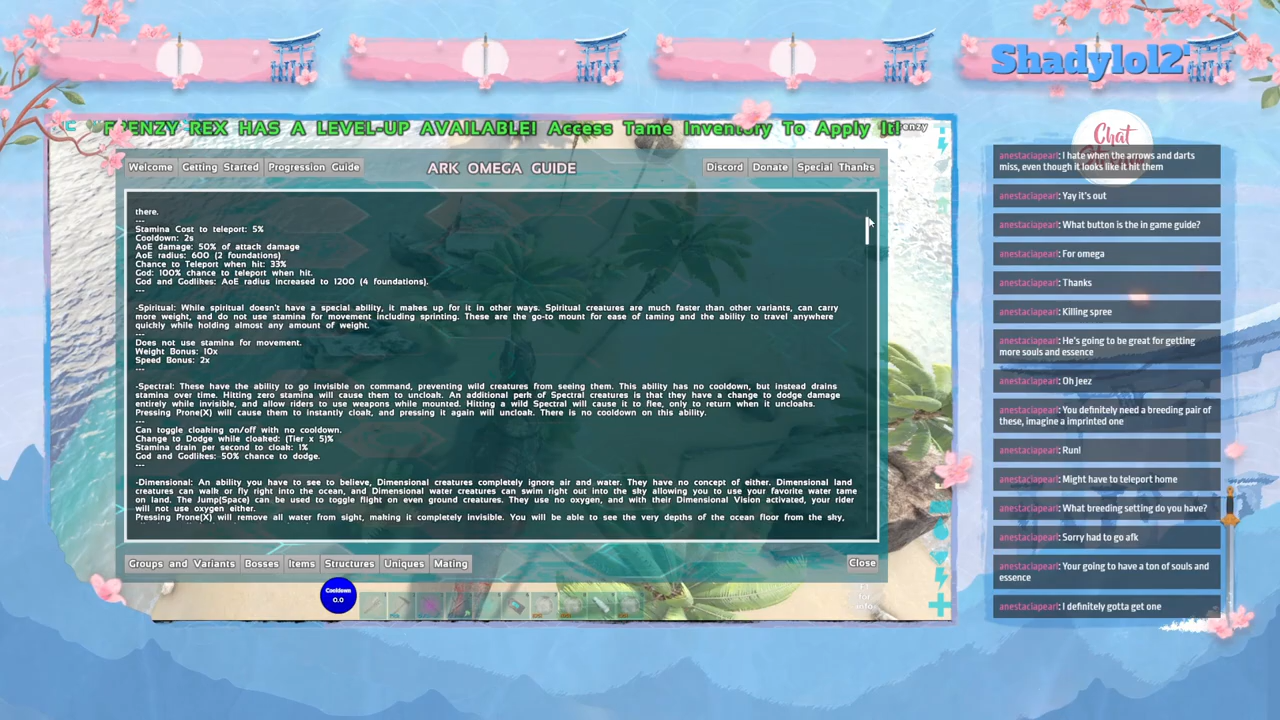 Shadylol2
FRENZY REX HAS A LEVEL-UP AVAILABLE! Access Tame Inventory To Apply It!
Welcome
Getting Started
Progression Guide
ARK OMEGA GUIDE
Discord
Donate
Special Thanks
there.
---
Stamina Cost to teleport: 5%
Cooldown: 2s
AoE damage: 50% of attack damage
AoE radius: 600 (2 foundations)
Chance to Teleport when hit: 33%
God: 100% chance to teleport when hit.
God and Godlikes: AoE radius increased to 1200 (4 foundations).
---
-Spiritual: While spiritual doesn't have a special ability, it makes up for it in other ways. Spiritual creatures are much faster than other variants, can carry
more weight, and do not use stamina for movement including sprinting. These are the go-to mount for ease of taming and the ability to travel anywhere
quickly while holding almost any amount of weight.
---
Does not use stamina for movement.
Weight Bonus: 10x
Speed Bonus: 2x
---
-Spectral: These have the ability to go invisible on command, preventing wild creatures from seeing them. This ability has no cooldown, but instead drains
stamina over time. Hitting zero stamina will cause them to uncloak. An additional perk of Spectral creatures is that they have a change to dodge damage
entirely while invisible, and allow riders to use weapons while mounted. Hitting a wild Spectral will cause it to flee, only to return when it uncloaks.
Pressing Prone(X) will cause them to instantly cloak, and pressing it again will uncloak. There is no cooldown on this ability.
---
Can toggle cloaking on/off with no cooldown.
Change to Dodge while cloaked: (Tier x 5)%
Stamina drain per second to cloak: 1%
God and Godlikes: 50% chance to dodge.
---
-Dimensional: An ability you have to see to believe, Dimensional creatures completely ignore air and water. They have no concept of either. Dimensional land
creatures can walk or fly right into the ocean, and Dimensional water creatures can swim right out into the sky allowing you to use your favorite water tame
on land. The Jump(Space) can be used to toggle flight on even ground creatures. They use no oxygen, and with their Dimensional Vision activated, your rider
will not use oxygen either.
Pressing Prone(X) will remove all water from sight, making it completely invisible. You will be able to see the very depths of the ocean floor from the sky,
Groups and Variants
Bosses
Items
Structures
Uniques
Mating
Close
Cooldown
0.0
for
info
Chat
anestaciapearl: I hate when the arrows and darts
miss, even though it looks like it hit them
anestaciapearl: Yay it's out
anestaciapearl: What button is the in game guide?
anestaciapearl: For omega
anestaciapearl: Thanks
anestaciapearl: Killing spree
anestaciapearl: He's going to be great for getting
more souls and essence
anestaciapearl: Oh jeez
anestaciapearl: You definitely need a breeding pair of
these, imagine a imprinted one
anestaciapearl: Run!
anestaciapearl: Might have to teleport home
anestaciapearl: What breeding setting do you have?
anestaciapearl: Sorry had to go afk
anestaciapearl: Your going to have a ton of souls and
essence
anestaciapearl: I definitely gotta get one